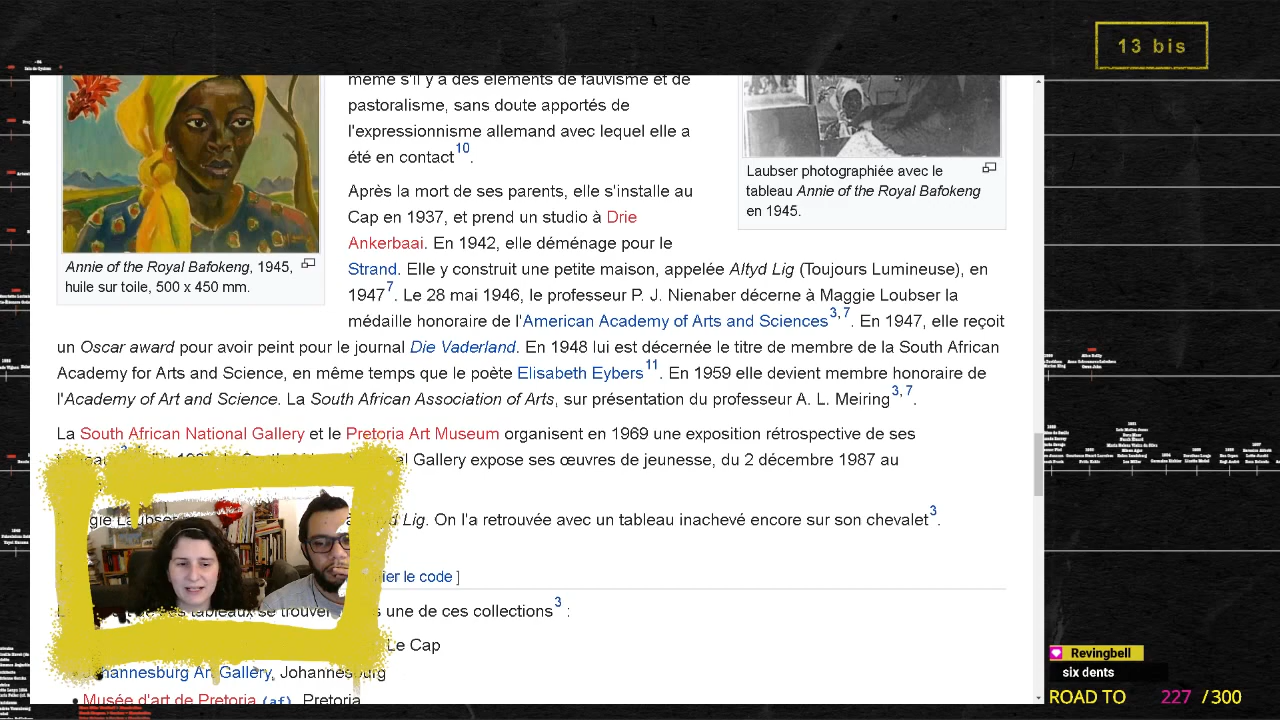 13 bis
même s'il y a des éléments de fauvisme et de
pastoralisme, sans doute apportés de
l'expressionnisme allemand avec lequel elle a
été en contact10.
Laubser photographiée avec le
tableau Annie of the Royal Bafokeng
en 1945.
Après la mort de ses parents, elle s'installe au
Cap en 1937, et prend un studio à Drie
Ankerbaai. En 1942, elle déménage pour le
Annie of the Royal Bafokeng, 1945,
huile sur toile, 500 x 450 mm.
Strand. Elle y construit une petite maison, appelée Altyd Lig (Toujours Lumineuse), en
19477. Le 28 mai 1946, le professeur P. J. Nienaber décerne à Maggie Loubser la
médaille honoraire de l'American Academy of Arts and Sciences3, 7. En 1947, elle reçoit
un Oscar award pour avoir peint pour le journal Die Vaderland. En 1948 lui est décernée le titre de membre de la South African
Academy for Arts and Science, en même temps que le poète Elisabeth Eybers11. En 1959 elle devient membre honoraire de
l'Academy of Art and Science. La South African Association of Arts, sur présentation du professeur A. L. Meiring3, 7.
La South African National Gallery et le Pretoria Art Museum organisent en 1969 une exposition rétrospective de ses
Gallery expose ses œuvres de jeunesse, du 2 décembre 1987 au
Lig. On l'a retrouvée avec un tableau inachevé encore sur son chevalet3.
ier le code ]
tableaux se trouvent une de ces collections3 :
Le Cap
Johannesburg Art Gallery, Johannesburg
Musée d'art de Pretoria (af), Pretoria
Revingbell
six dents
ROAD TO 227 / 300